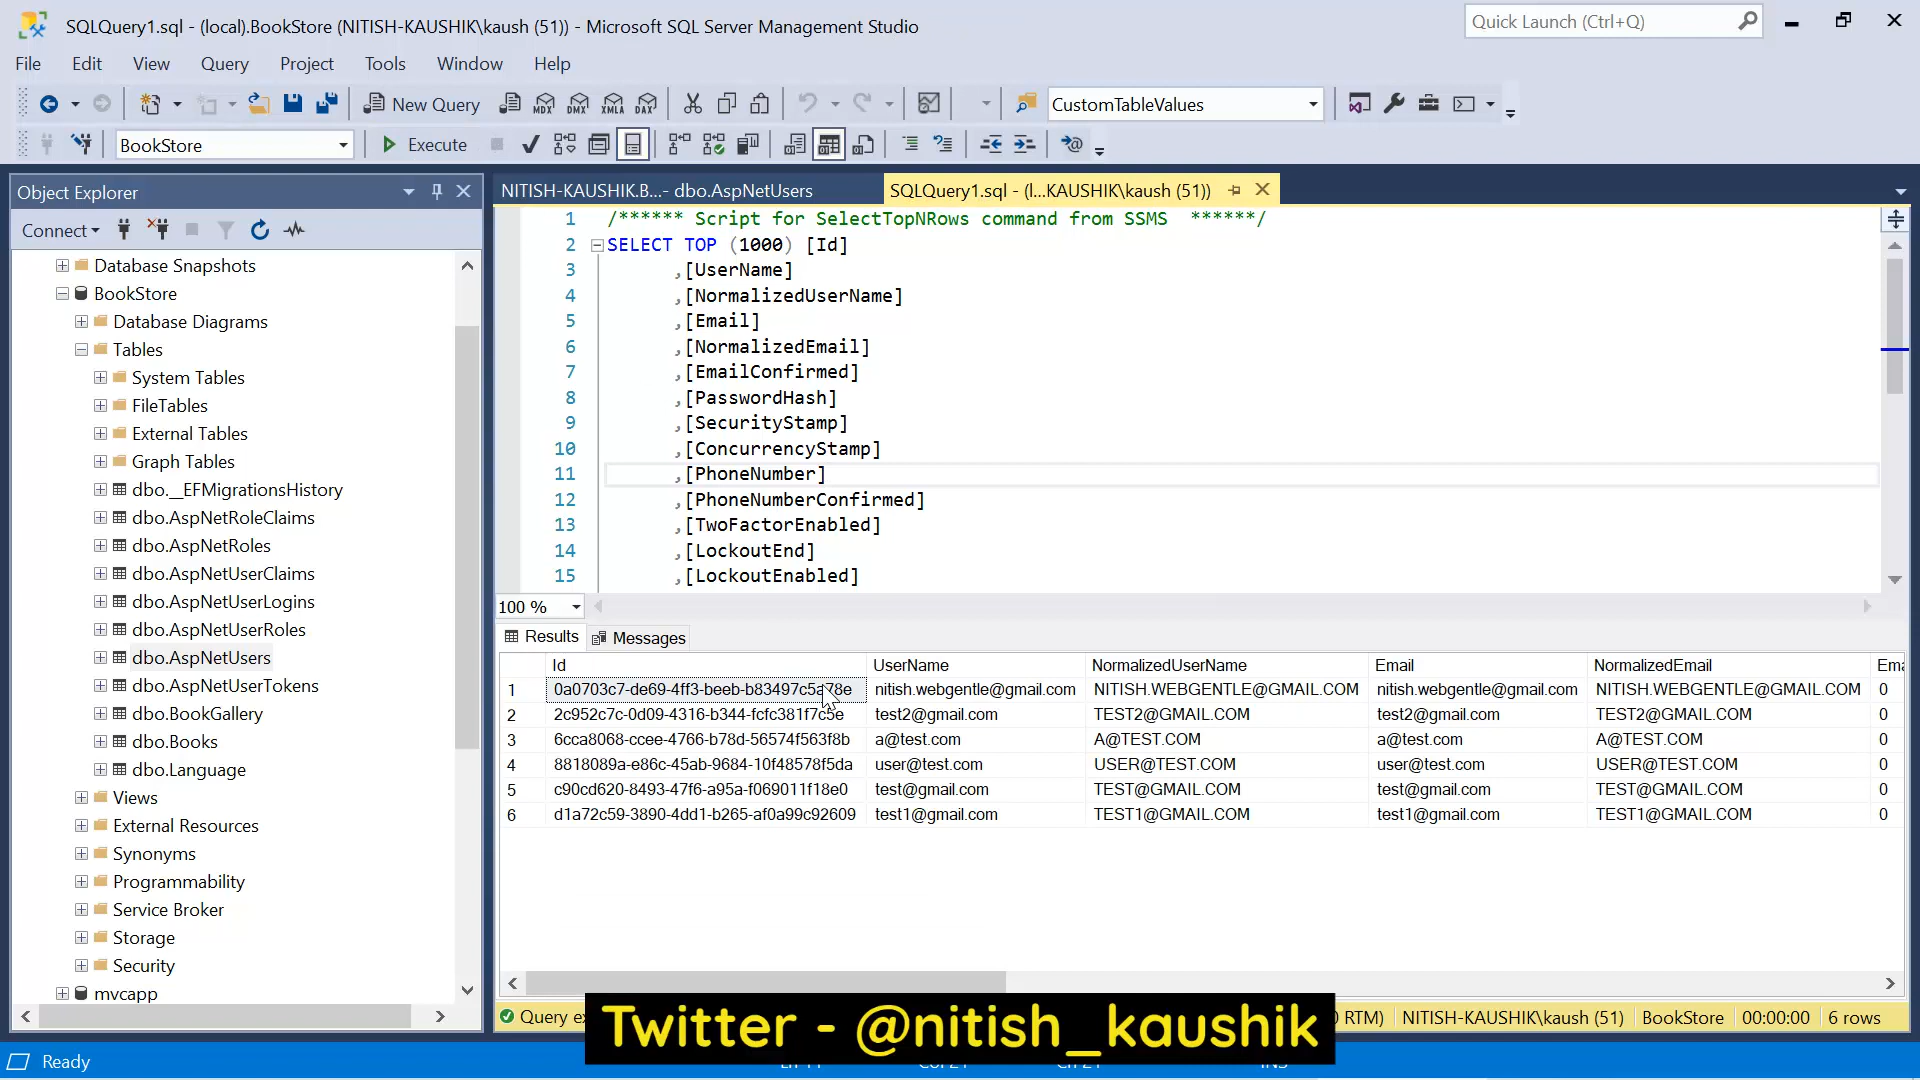 SQLQuery1.sql - (local).BookStore (NITISH-KAUSHIK\kaush (51)) - Microsoft SQL Server Management Studio
Quick Launch (Ctrl+Q)
File Edit View Query Project Tools Window Help
New Query MDX DMX XMLA DAX CustomTableValues
BookStore Execute
Object Explorer
Connect
Database Snapshots
BookStore
Database Diagrams
Tables
System Tables
FileTables
External Tables
Graph Tables
dbo.__EFMigrationsHistory
dbo.AspNetRoleClaims
dbo.AspNetRoles
dbo.AspNetUserClaims
dbo.AspNetUserLogins
dbo.AspNetUserRoles
dbo.AspNetUsers
dbo.AspNetUserTokens
dbo.BookGallery
dbo.Books
dbo.Language
Views
External Resources
Synonyms
Programmability
Service Broker
Storage
Security
mvcapp
NITISH-KAUSHIK.B...- dbo.AspNetUsers SQLQuery1.sql - (l...KAUSHIK\kaush (51))
1 /****** Script for SelectTopNRows command from SSMS ******/
2 SELECT TOP (1000) [Id]
3 ,[UserName]
4 ,[NormalizedUserName]
5 ,[Email]
6 ,[NormalizedEmail]
7 ,[EmailConfirmed]
8 ,[PasswordHash]
9 ,[SecurityStamp]
10 ,[ConcurrencyStamp]
11 ,[PhoneNumber]
12 ,[PhoneNumberConfirmed]
13 ,[TwoFactorEnabled]
14 ,[LockoutEnd]
15 ,[LockoutEnabled]
100 %
Results Messages
Id UserName NormalizedUserName Email NormalizedEmail Ema
1 0a0703c7-de69-4ff3-beeb-b83497c5a78e nitish.webgentle@gmail.com NITISH.WEBGENTLE@GMAIL.COM nitish.webgentle@gmail.com NITISH.WEBGENTLE@GMAIL.COM 0
2 2c952c7c-0d09-4316-b344-fcfc381f7c5e test2@gmail.com TEST2@GMAIL.COM test2@gmail.com TEST2@GMAIL.COM 0
3 6cca8068-ccee-4766-b78d-56574f563f8b a@test.com A@TEST.COM a@test.com A@TEST.COM 0
4 8818089a-e86c-45ab-9684-10f48578f5da user@test.com USER@TEST.COM user@test.com USER@TEST.COM 0
5 c90cd620-8493-47f6-a95a-f069011f18e0 test@gmail.com TEST@GMAIL.COM test@gmail.com TEST@GMAIL.COM 0
6 d1a72c59-3890-4dd1-b265-af0a99c92609 test1@gmail.com TEST1@GMAIL.COM test1@gmail.com TEST1@GMAIL.COM 0
Query RTM) NITISH-KAUSHIK\kaush (51) BookStore 00:00:00 6 rows
Twitter - @nitish_kaushik
Ready